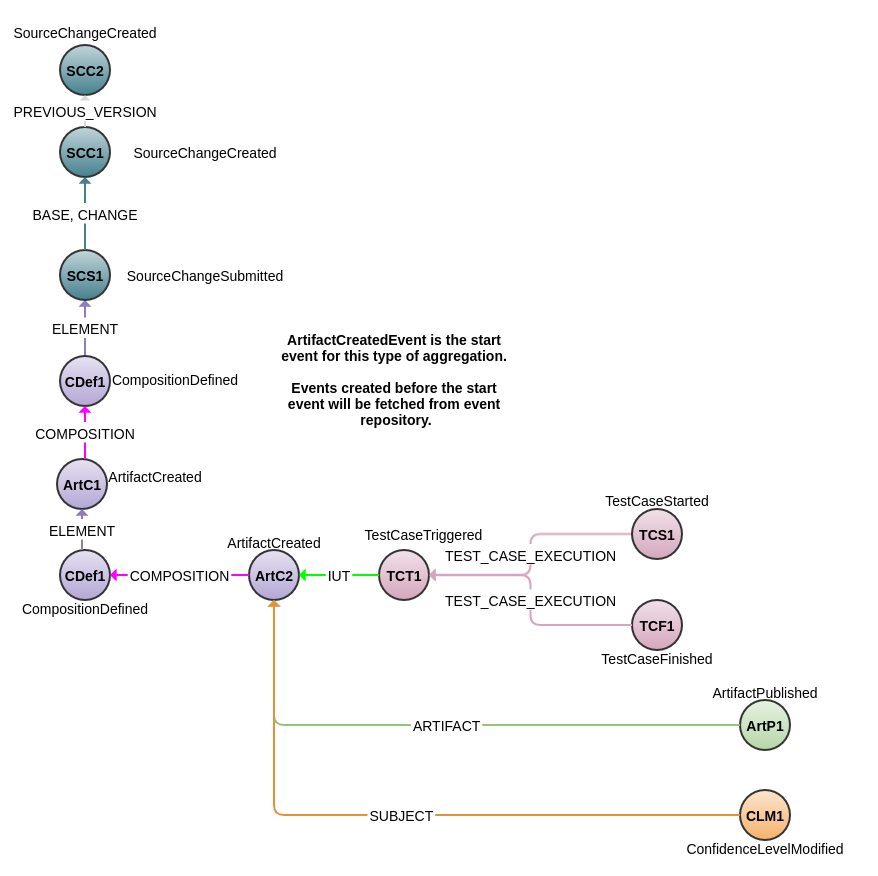 SourceChangeCreated
SCC2
PREVIOUS_VERSION
SCC1
SourceChangeCreated
BASE, CHANGE
SCS1
SourceChangeSubmitted
ELEMENT
ArtifactCreatedEvent is the start
event for this type of aggregation.
Events created before the start
event will be fetched from event
repository.
CDef1
CompositionDefined
COMPOSITION
ArtC1
ArtifactCreated
ELEMENT
CDef1
CompositionDefined
COMPOSITION
ArtifactCreated
ArtC2
IUT
TestCaseTriggered
TCT1
TEST_CASE_EXECUTION
TEST_CASE_EXECUTION
TestCaseStarted
TCS1
TCF1
TestCaseFinished
ArtifactPublished
ArtP1
ARTIFACT
SUBJECT
CLM1
ConfidenceLevelModified